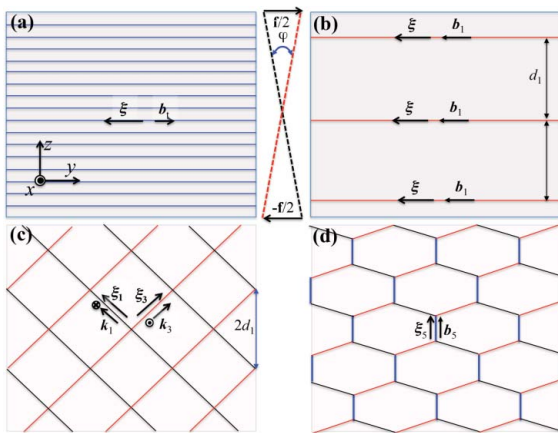 (a)
ξ
b₁
z
y
x
f/2
φ
-f/2
(b)
ξ b₁
d₁
ξ b₁
ξ b₁
(c)
ξ₁ ξ₃
k₁ k₃
2d₁
(d)
ξ₅ b₅